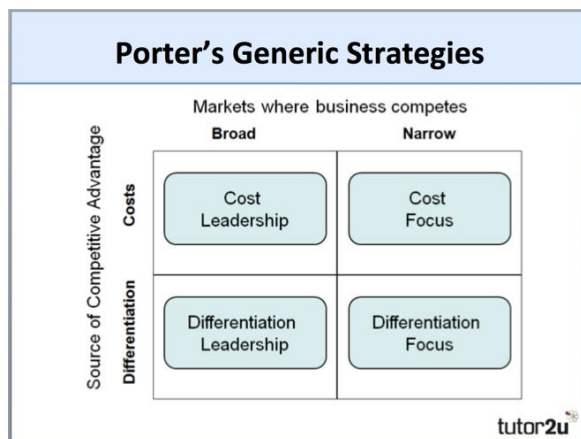 Porter's Generic Strategies
Markets where business competes
Broad Narrow
Source of Competitive Advantage
Costs
Cost
Leadership
Cost
Focus
Differentiation
Differentiation
Leadership
Differentiation
Focus
tutor2u